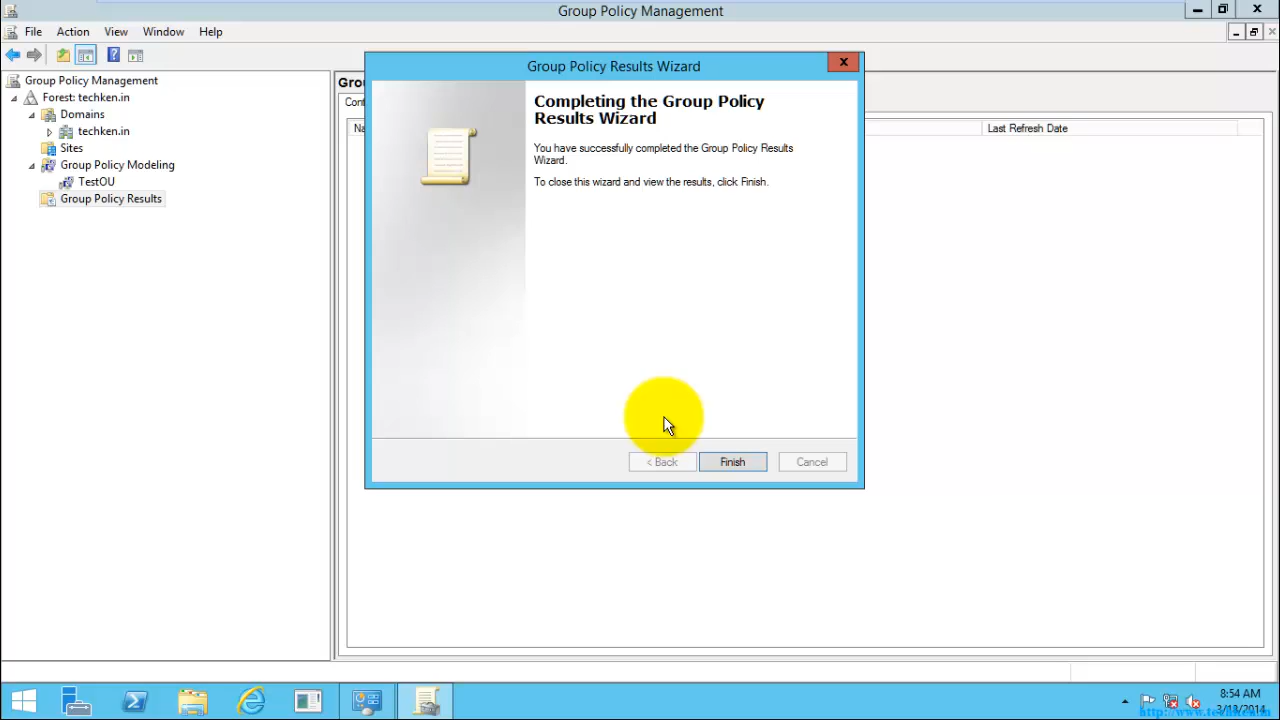 Group Policy Management
File Action View Window Help
Group Policy Management
Forest: techken.in
Domains
techken.in
Sites
Group Policy Modeling
TestOU
Group Policy Results
Last Refresh Date
Group Policy Results Wizard
Completing the Group Policy
Results Wizard
You have successfully completed the Group Policy Results
Wizard.
To close this wizard and view the results, click Finish.
< Back Finish Cancel
8:54 AM
3/13/2014